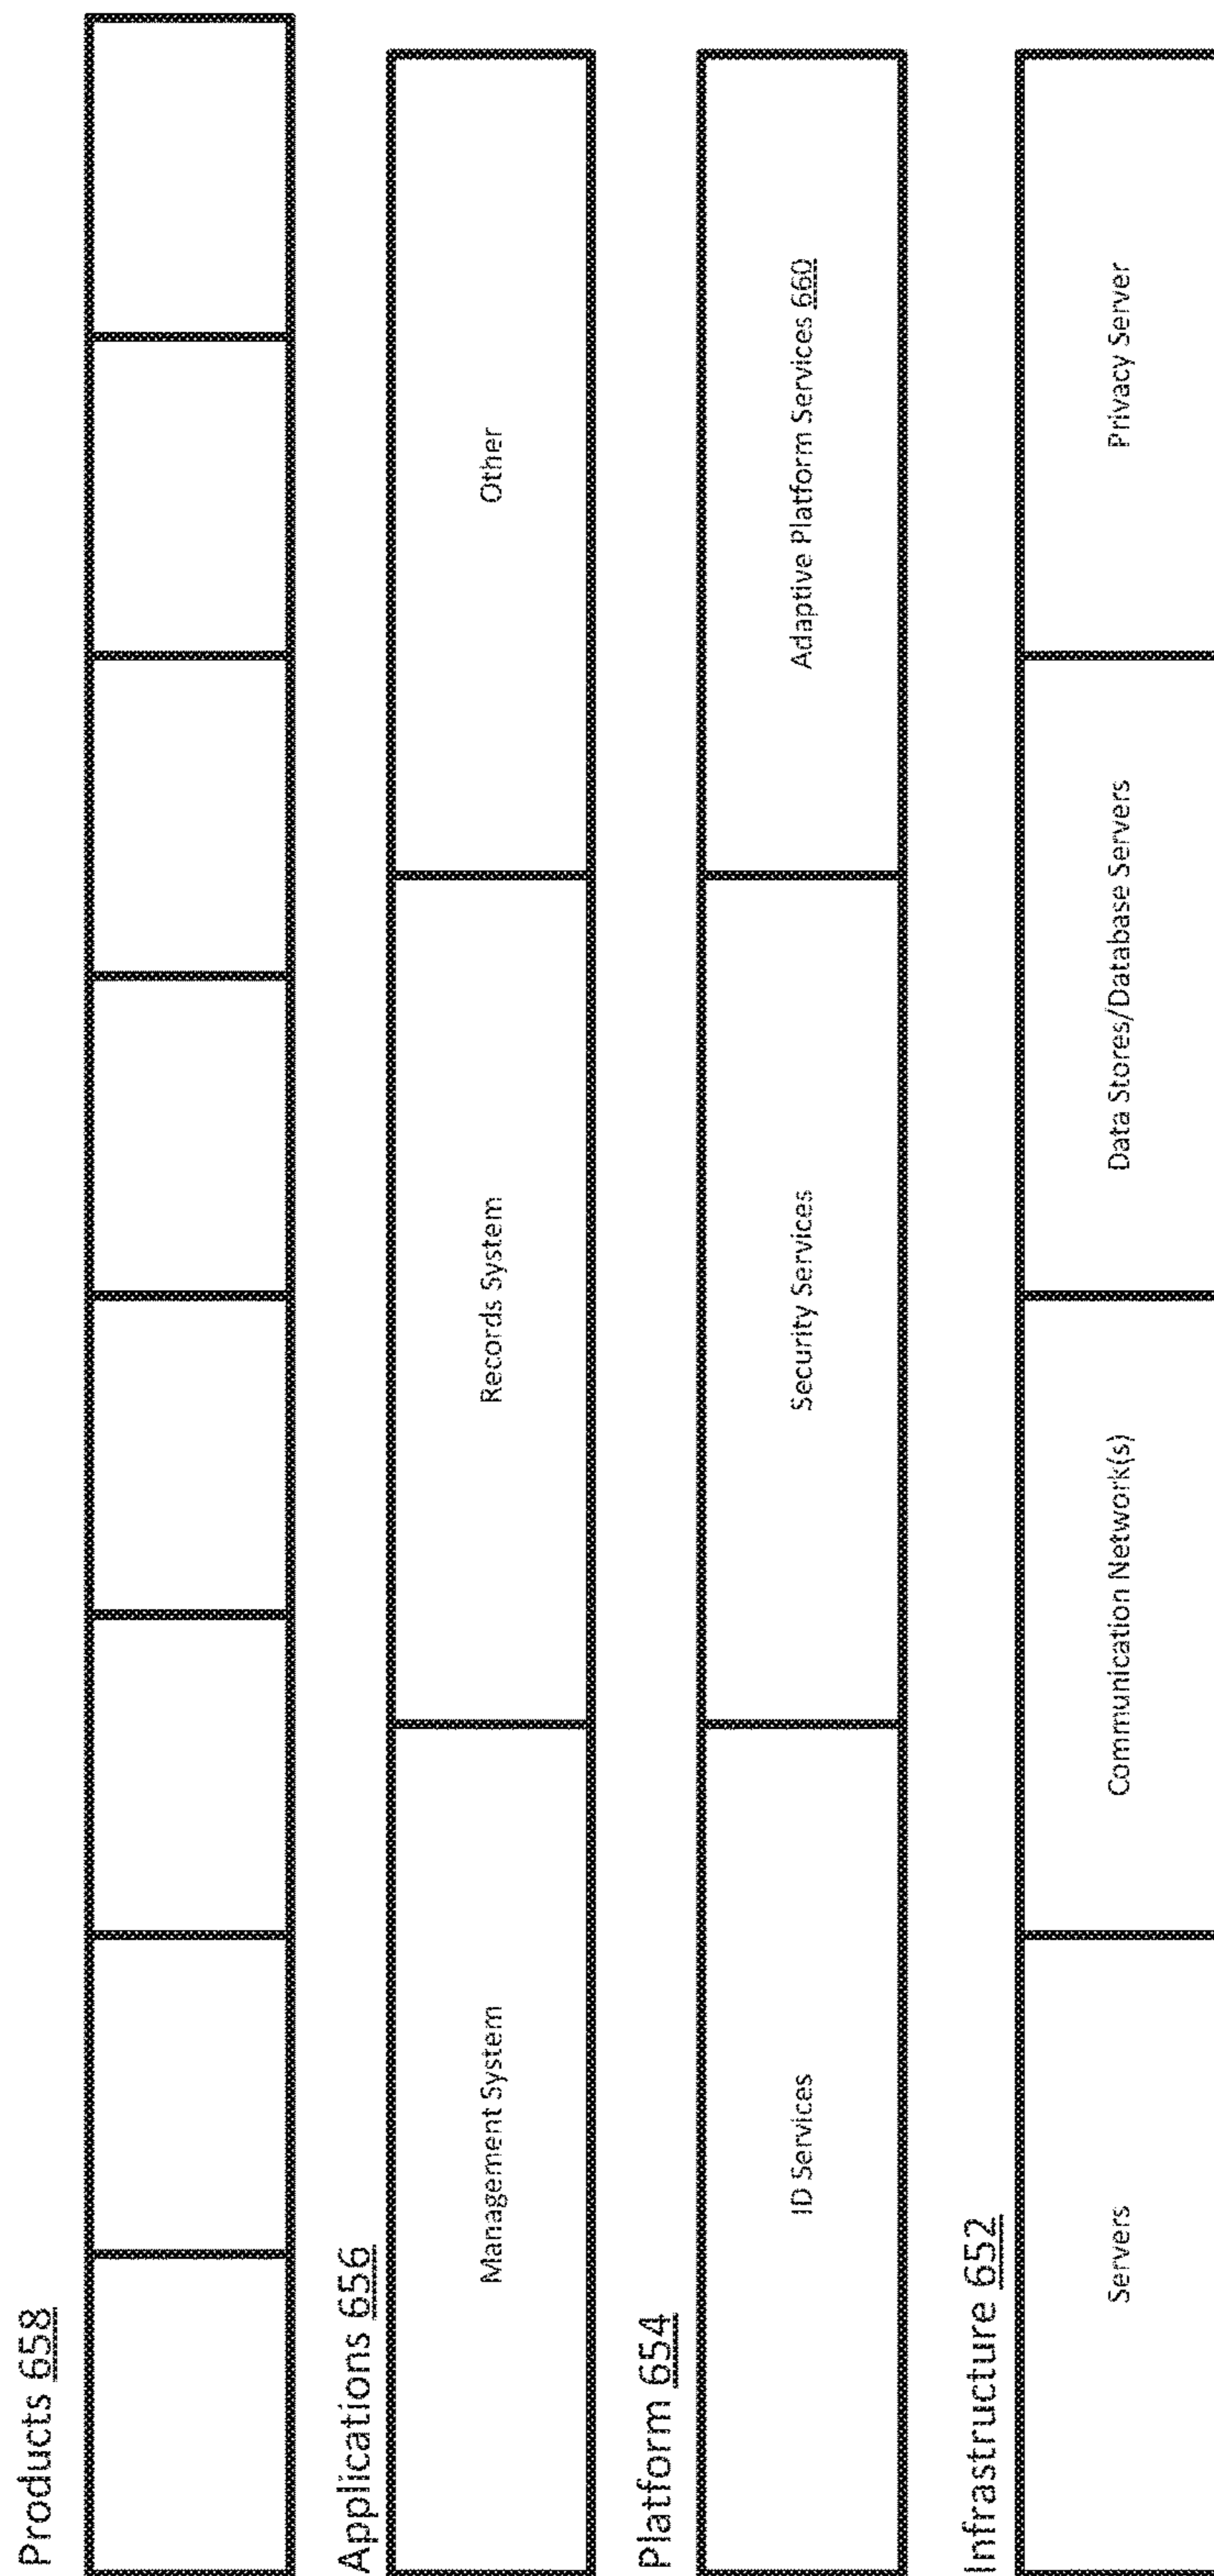 Products 658
Applications 656
Management System
Records System
Other
Platform 654
ID Services
Security Services
Adaptive Platform Services 660
Infrastructure 652
Servers
Communication Network(s)
Data Stores/Database Servers
Privacy Server